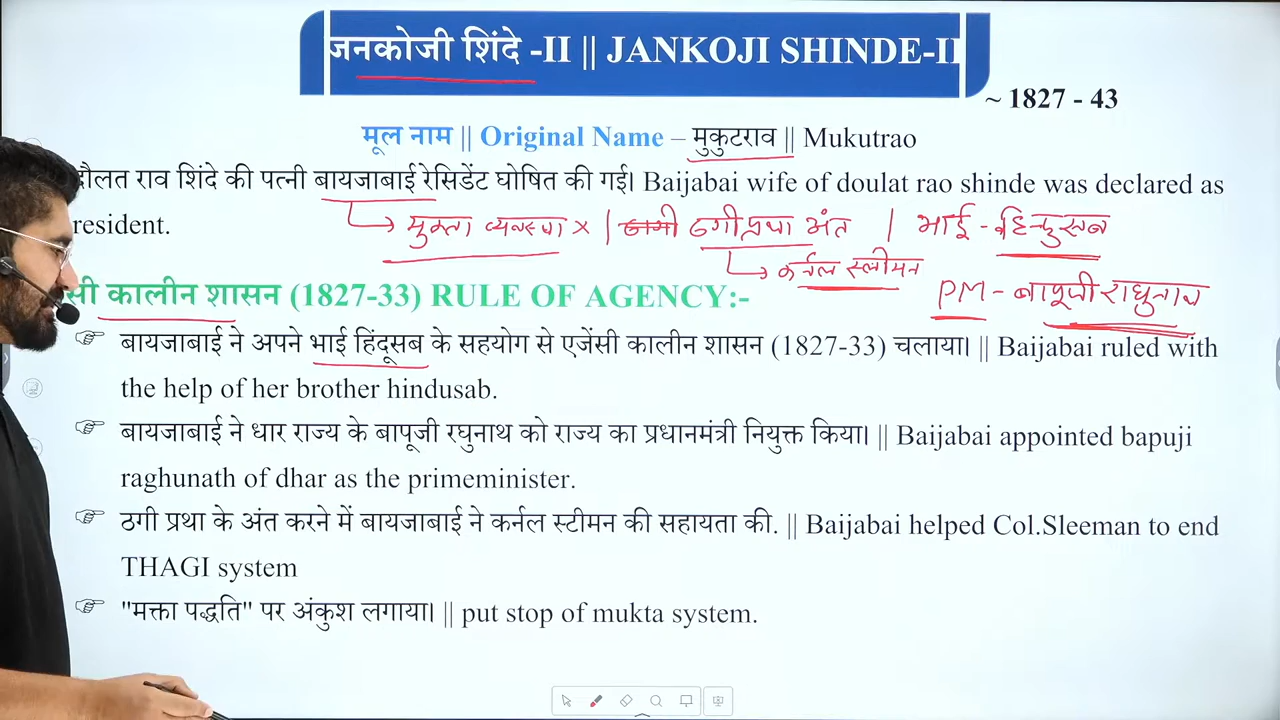 जनकोजी शिंदे -II || JANKOJI SHINDE-II
~ 1827 - 43
मूल नाम || Original Name – मुकुटराव || Mukutrao
दौलत राव शिंदे की पत्नी बायजाबाई रेसिडेंट घोषित की गई। Baijabai wife of doulat rao shinde was declared as
resident.
मुक्ता व्यवस्था × | ठगीप्रथा अंत | भाई - हिन्दुसब
कर्नल स्लीमन
PM - बापूजी राघुनाथ
सी कालीन शासन (1827-33) RULE OF AGENCY:-
बायजाबाई ने अपने भाई हिंदूसब के सहयोग से एजेंसी कालीन शासन (1827-33) चलाया। || Baijabai ruled with
the help of her brother hindusab.
बायजाबाई ने धार राज्य के बापूजी रघुनाथ को राज्य का प्रधानमंत्री नियुक्त किया। || Baijabai appointed bapuji
raghunath of dhar as the primeminister.
ठगी प्रथा के अंत करने में बायजाबाई ने कर्नल स्टीमन की सहायता की. || Baijabai helped Col.Sleeman to end
THAGI system
"मक्ता पद्धति" पर अंकुश लगाया। || put stop of mukta system.